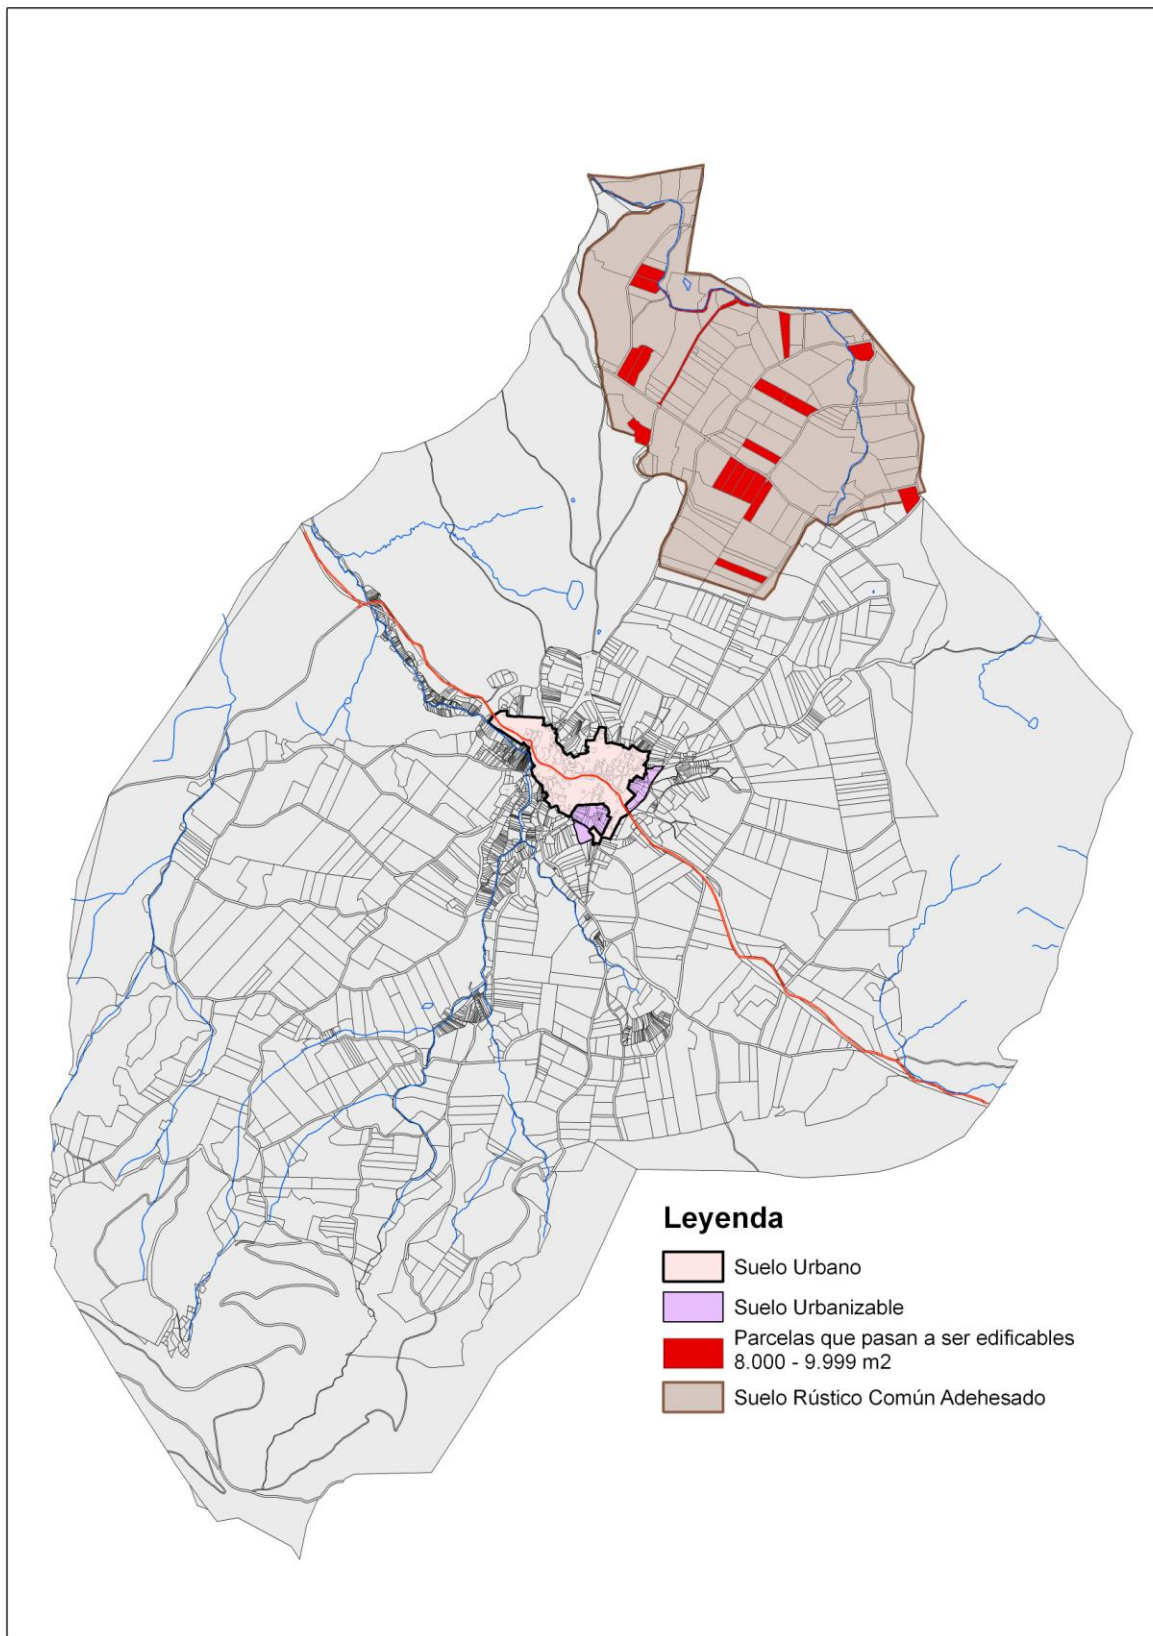 Leyenda
Suelo Urbano
Suelo Urbanizable
Parcelas que pasan a ser edificables
8.000 - 9.999 m2
Suelo Rústico Común Adehesado